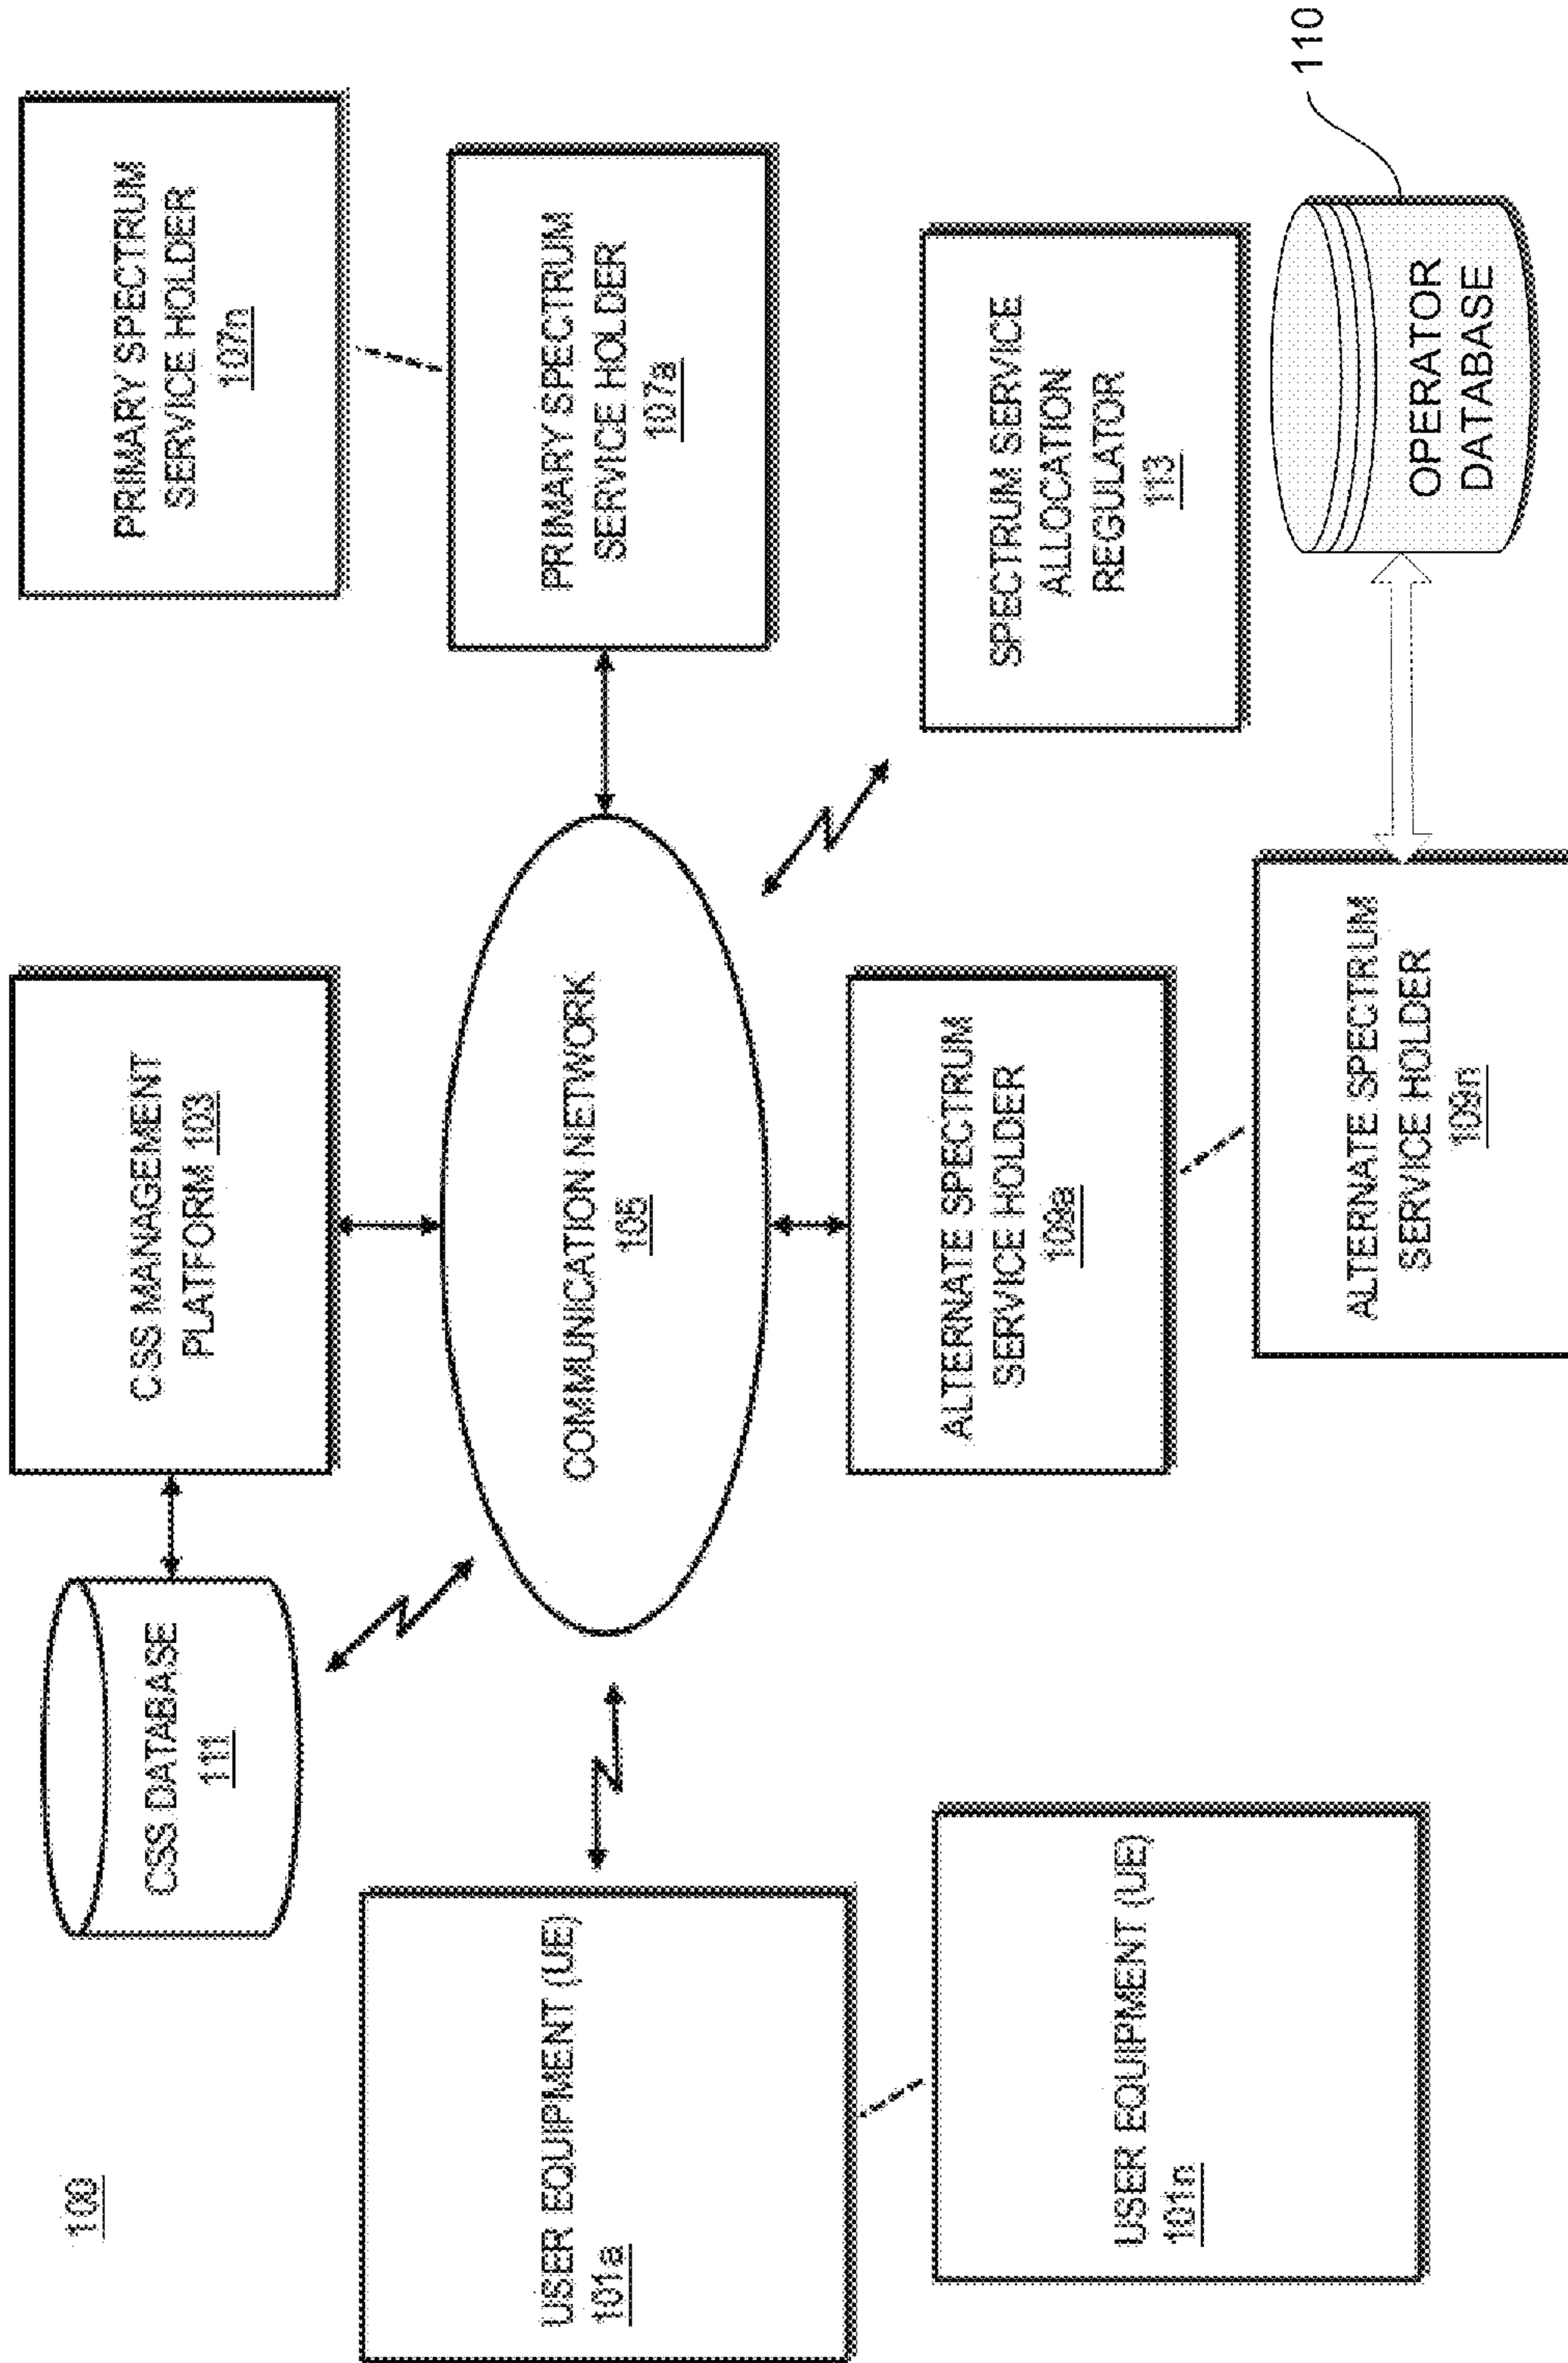 100
CSS DATABASE
111
CSS MANAGEMENT
PLATFORM 103
PRIMARY SPECTRUM
SERVICE HOLDER
107n
USER EQUIPMENT (UE)
101a
COMMUNICATION NETWORK
105
PRIMARY SPECTRUM
SERVICE HOLDER
107a
USER EQUIPMENT (UE)
101n
ALTERNATE SPECTRUM
SERVICE HOLDER
109a
SPECTRUM SERVICE
ALLOCATION
REGULATOR
113
ALTERNATE SPECTRUM
SERVICE HOLDER
109n
OPERATOR
DATABASE
110